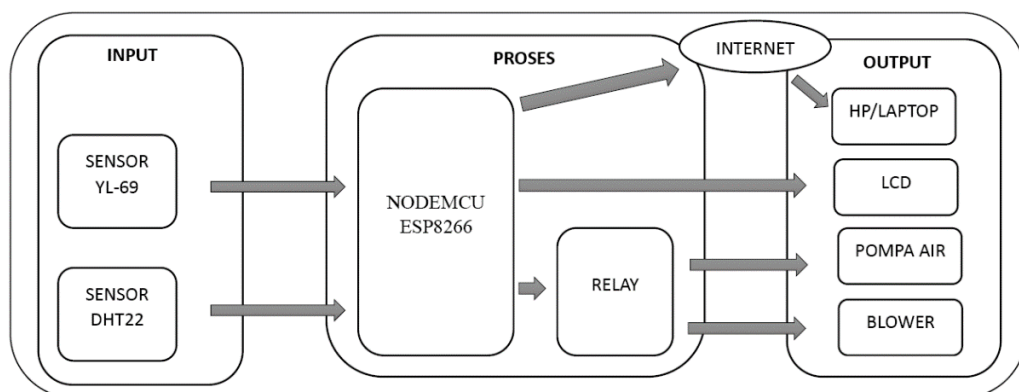 INPUT
SENSOR
YL-69
SENSOR
DHT22
PROSES
NODEMCU
ESP8266
RELAY
INTERNET
OUTPUT
HP/LAPTOP
LCD
POMPA AIR
BLOWER